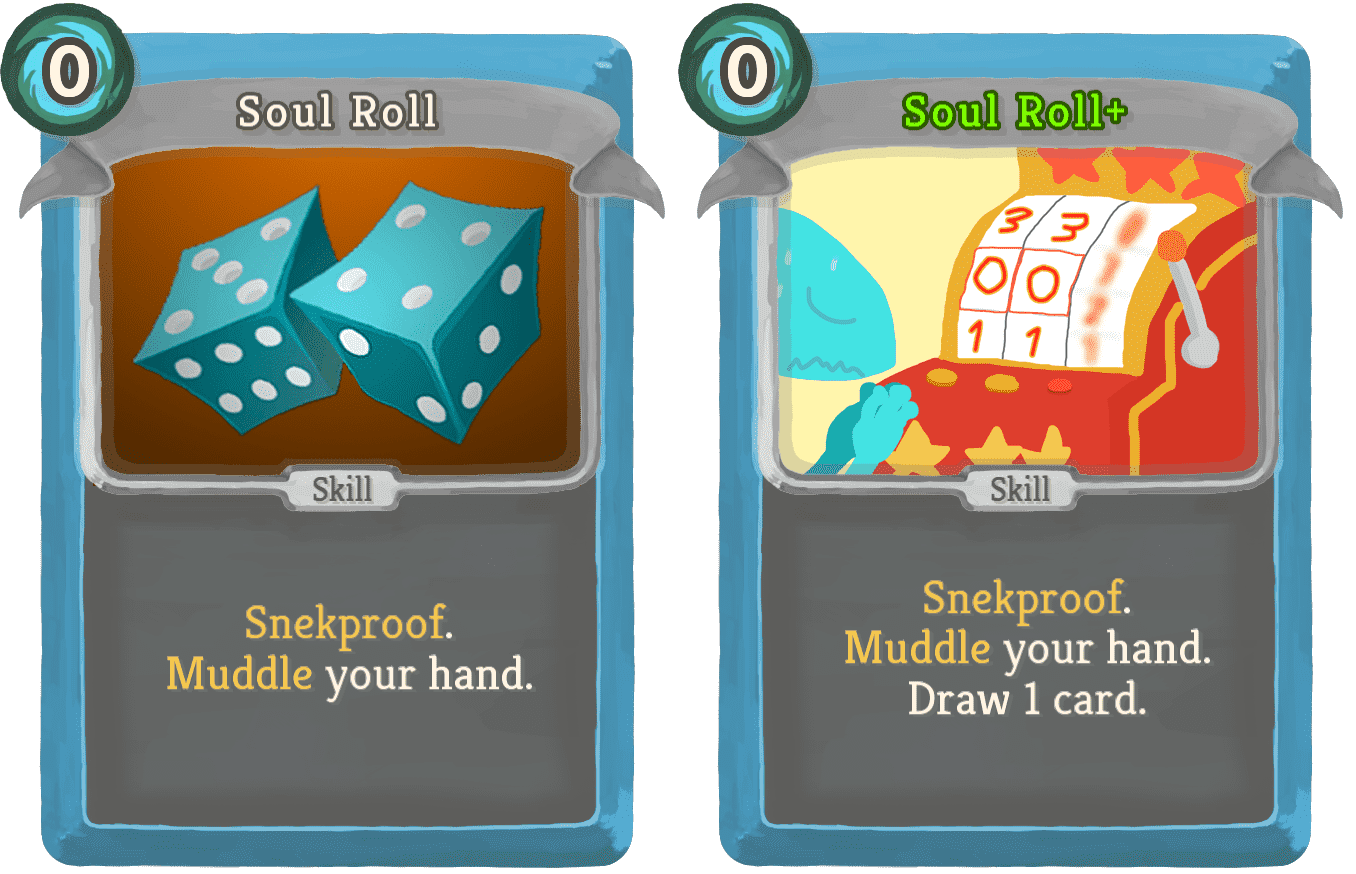 0
Soul Roll
Skill
Snekproof.
Muddle your hand.
0
Soul Roll+
3 3
0 0
1 1
Skill
Snekproof.
Muddle your hand.
Draw 1 card.